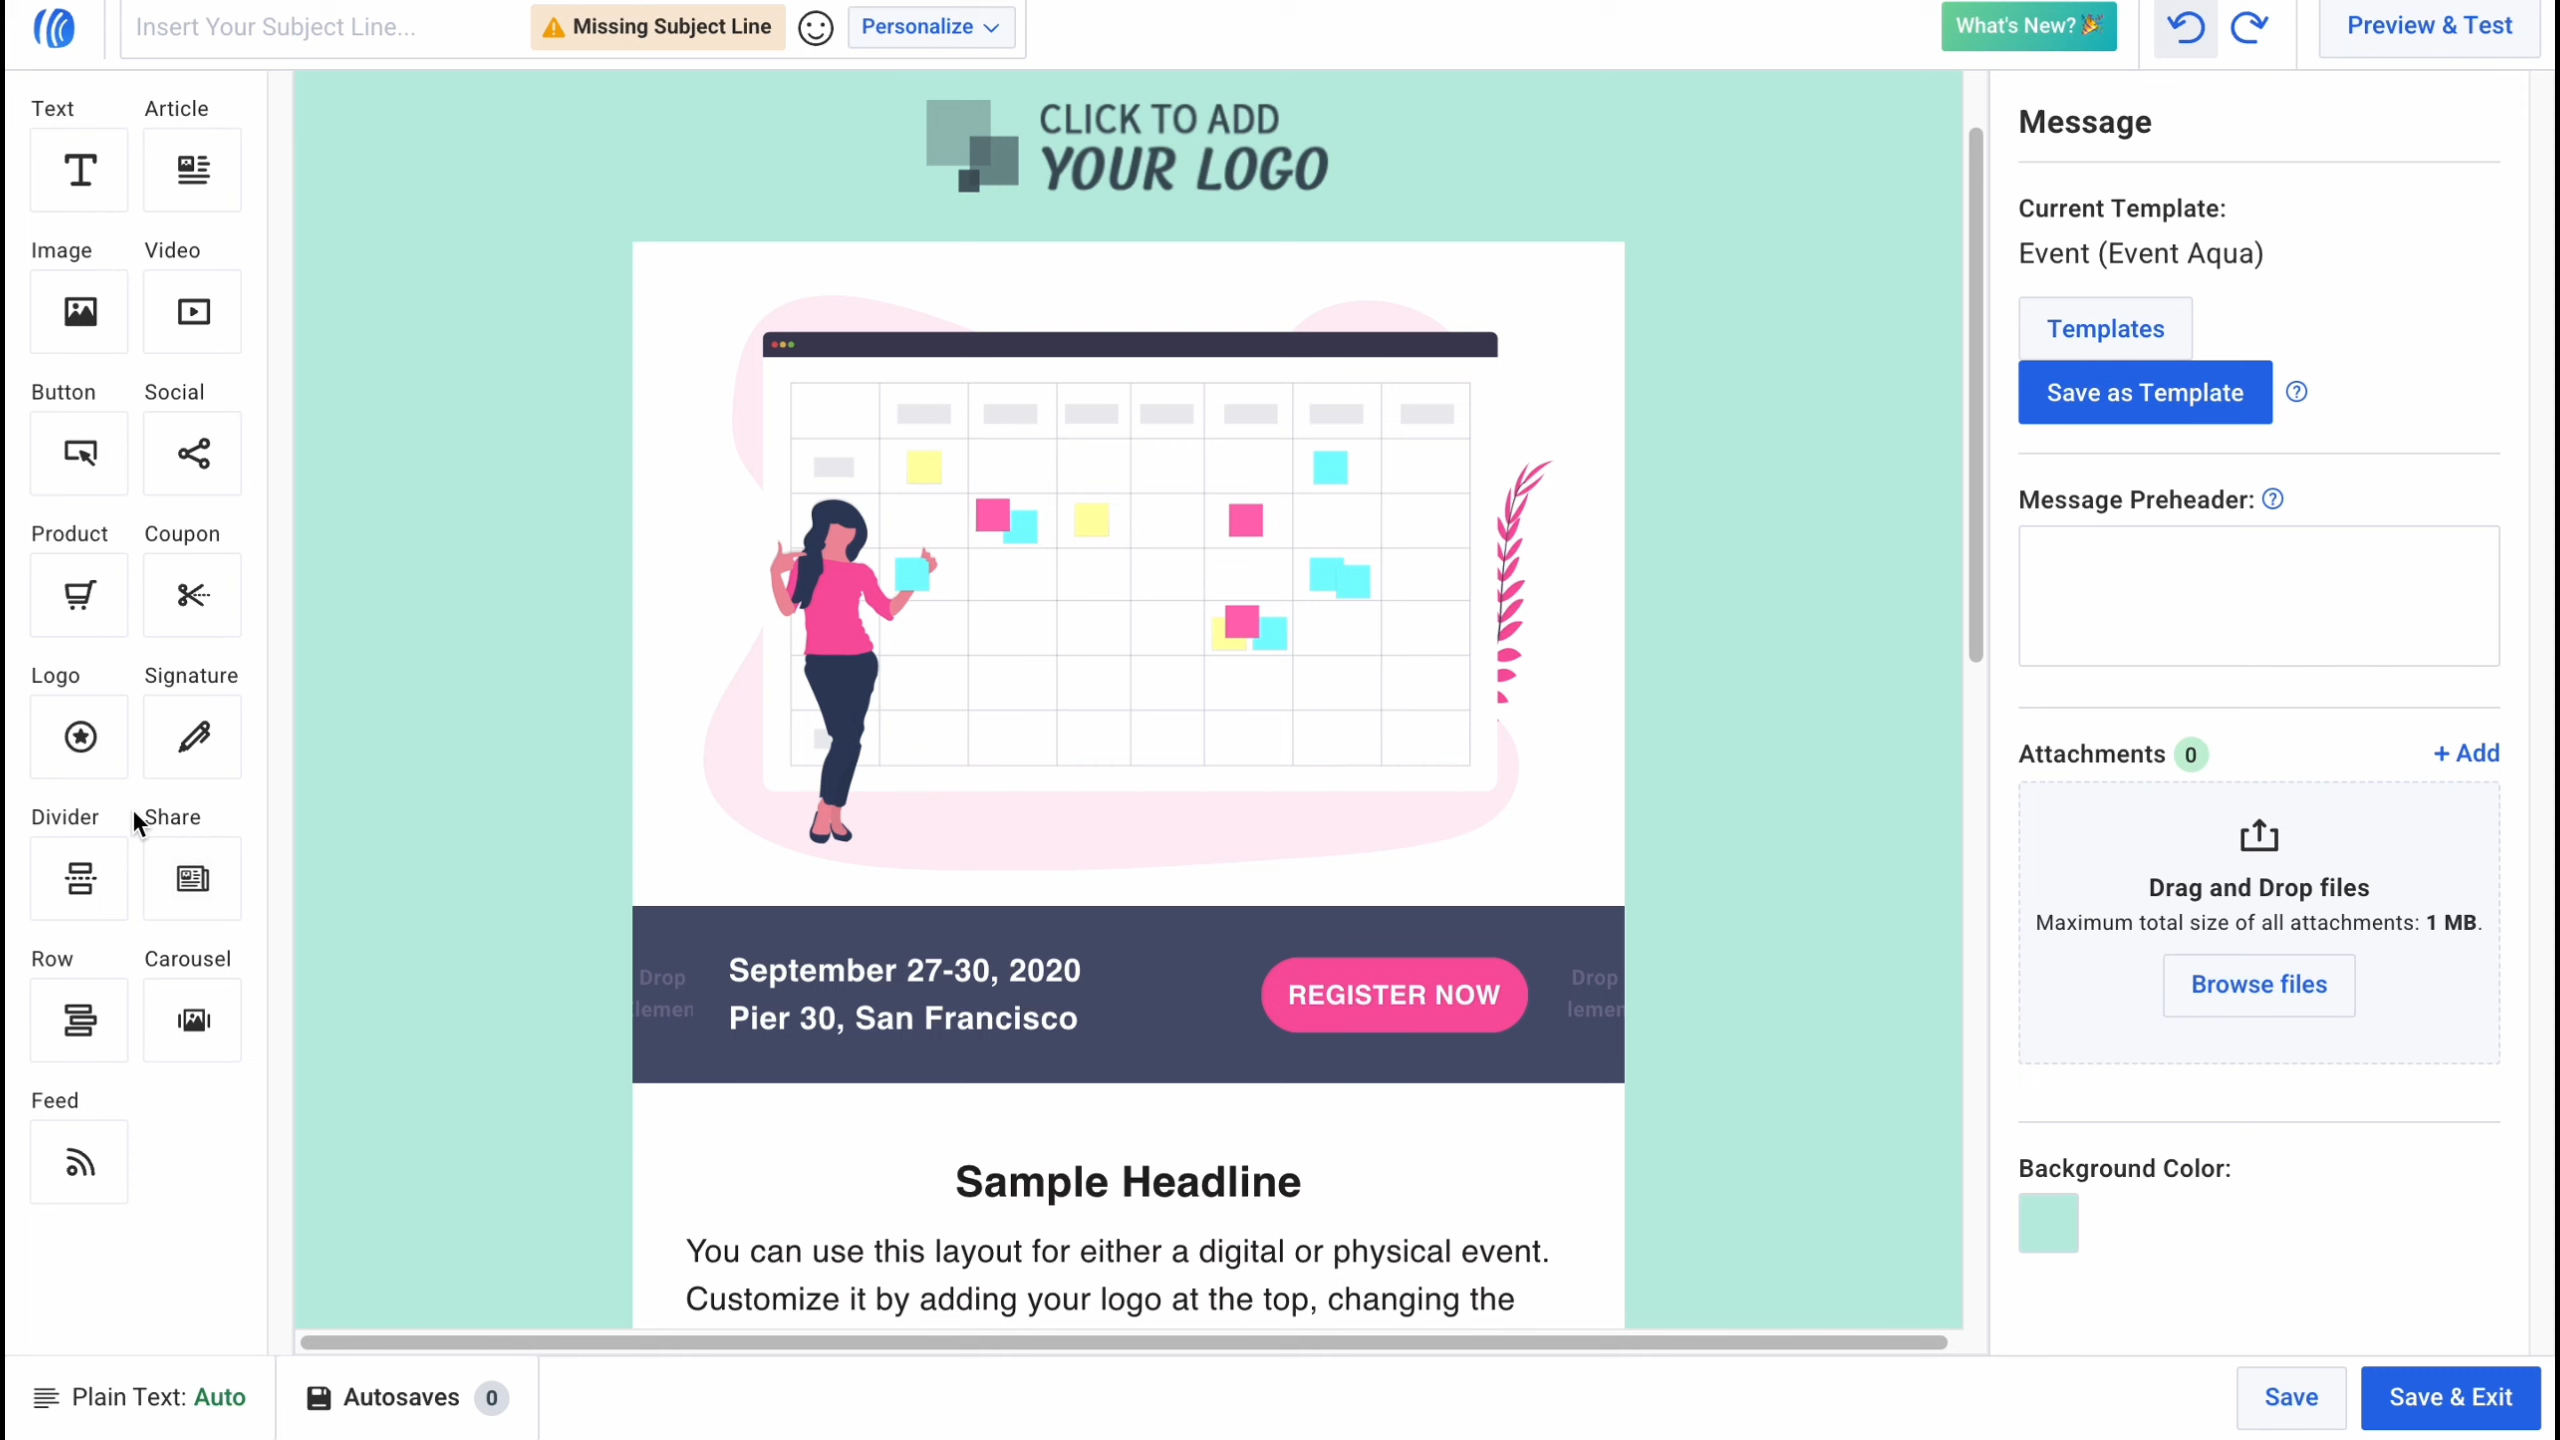 Insert Your Subject Line...
Missing Subject Line
Personalize
What's New?
Preview & Test
Text
Article
Image
Video
Button
Social
Product
Coupon
Logo
Signature
Divider
Share
Row
Carousel
Feed
CLICK TO ADD
YOUR LOGO
September 27-30, 2020
Pier 30, San Francisco
REGISTER NOW
Drop
Drop
Sample Headline
You can use this layout for either a digital or physical event.
Customize it by adding your logo at the top, changing the
Message
Current Template:
Event (Event Aqua)
Templates
Save as Template
Message Preheader:
Attachments 0
+ Add
Drag and Drop files
Maximum total size of all attachments: 1 MB.
Browse files
Background Color:
Plain Text: Auto
Autosaves 0
Save
Save & Exit